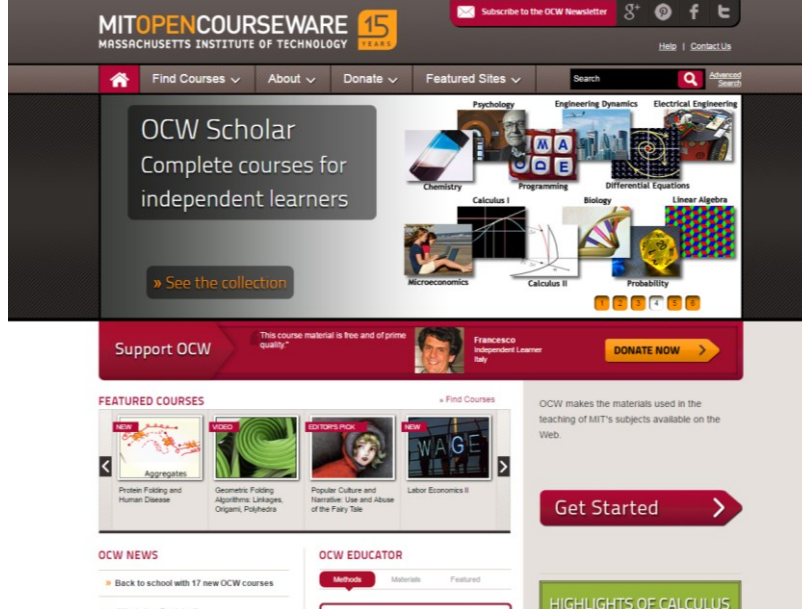 MITOPENCOURSEWARE
MASSACHUSETTS INSTITUTE OF TECHNOLOGY
15
YEARS
Subscribe to the OCW Newsletter
Help | Contact Us
Find Courses
About
Donate
Featured Sites
Search
Advanced
Search
OCW Scholar
Complete courses for
independent learners
» See the collection
Psychology
Engineering Dynamics
Electrical Engineering
Chemistry
Programming
Differential Equations
Calculus I
Biology
Linear Algebra
Microeconomics
Calculus II
Probability
1 2 3 4 5 6
Support OCW
"This course material is free and of prime
quality."
Francesco
Independent Learner
Italy
DONATE NOW
FEATURED COURSES
» Find Courses
NEW
VIDEO
EDITOR'S PICK
NEW
Aggregates
WAGE
Protein Folding and
Human Disease
Geometric Folding
Algorithms: Linkages,
Origami, Polyhedra
Popular Culture and
Narrative: Use and Abuse
of the Fairy Tale
Labor Economics II
OCW makes the materials used in the
teaching of MIT's subjects available on the
Web.
Get Started
OCW NEWS
» Back to school with 17 new OCW courses
OCW EDUCATOR
Methods
Materials
Featured
HIGHLIGHTS OF CALCULUS